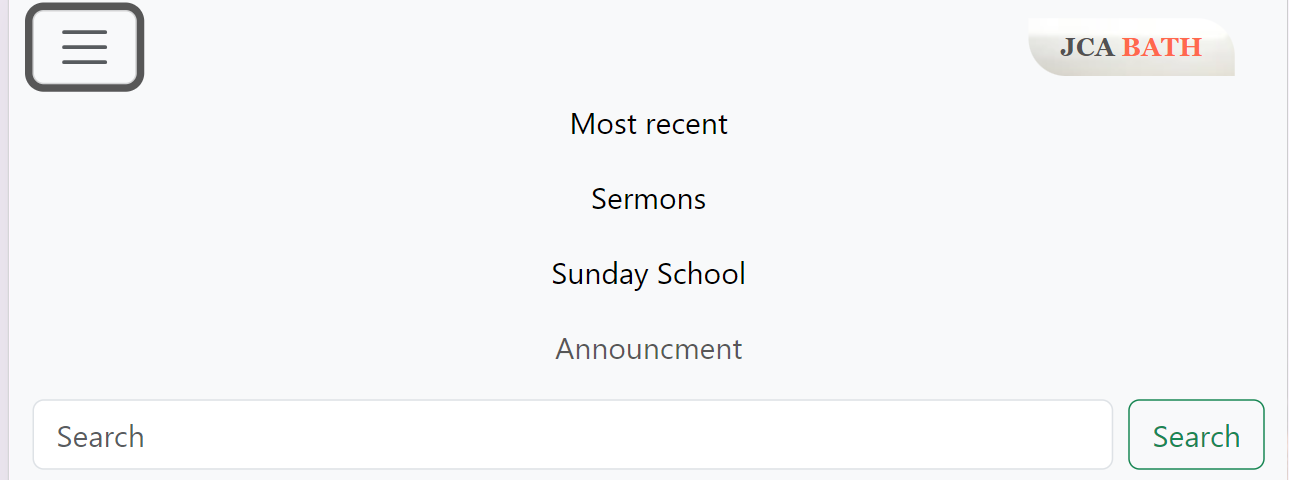 JCA BATH
Most recent
Sermons
Sunday School
Announcment
Search Search